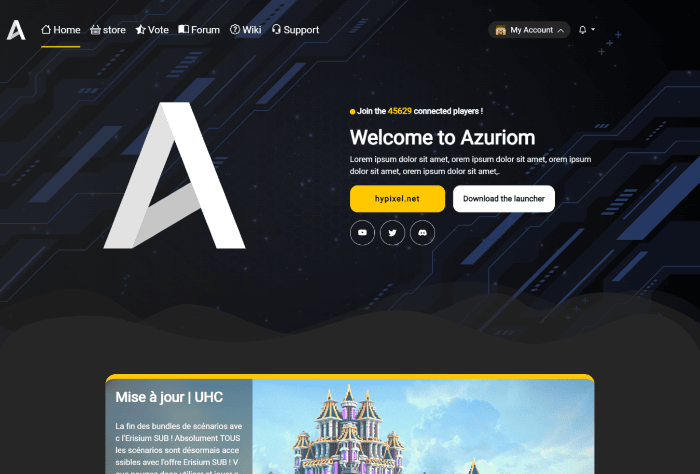 Home store Vote Forum Wiki Support My Account
Join the 45629 connected players !
Welcome to Azuriom
Lorem ipsum dolor sit amet, orem ipsum dolor sit amet, orem ipsum
dolor sit amet, orem ipsum dolor sit amet,.
hypixel.net Download the launcher
Mise à jour | UHC
La fin des bundles de scénarios ave
c l'Erisium SUB ! Absolument TOUS
les scénarios sont désormais acce
ssibles avec l'offre Erisium SUB ! V